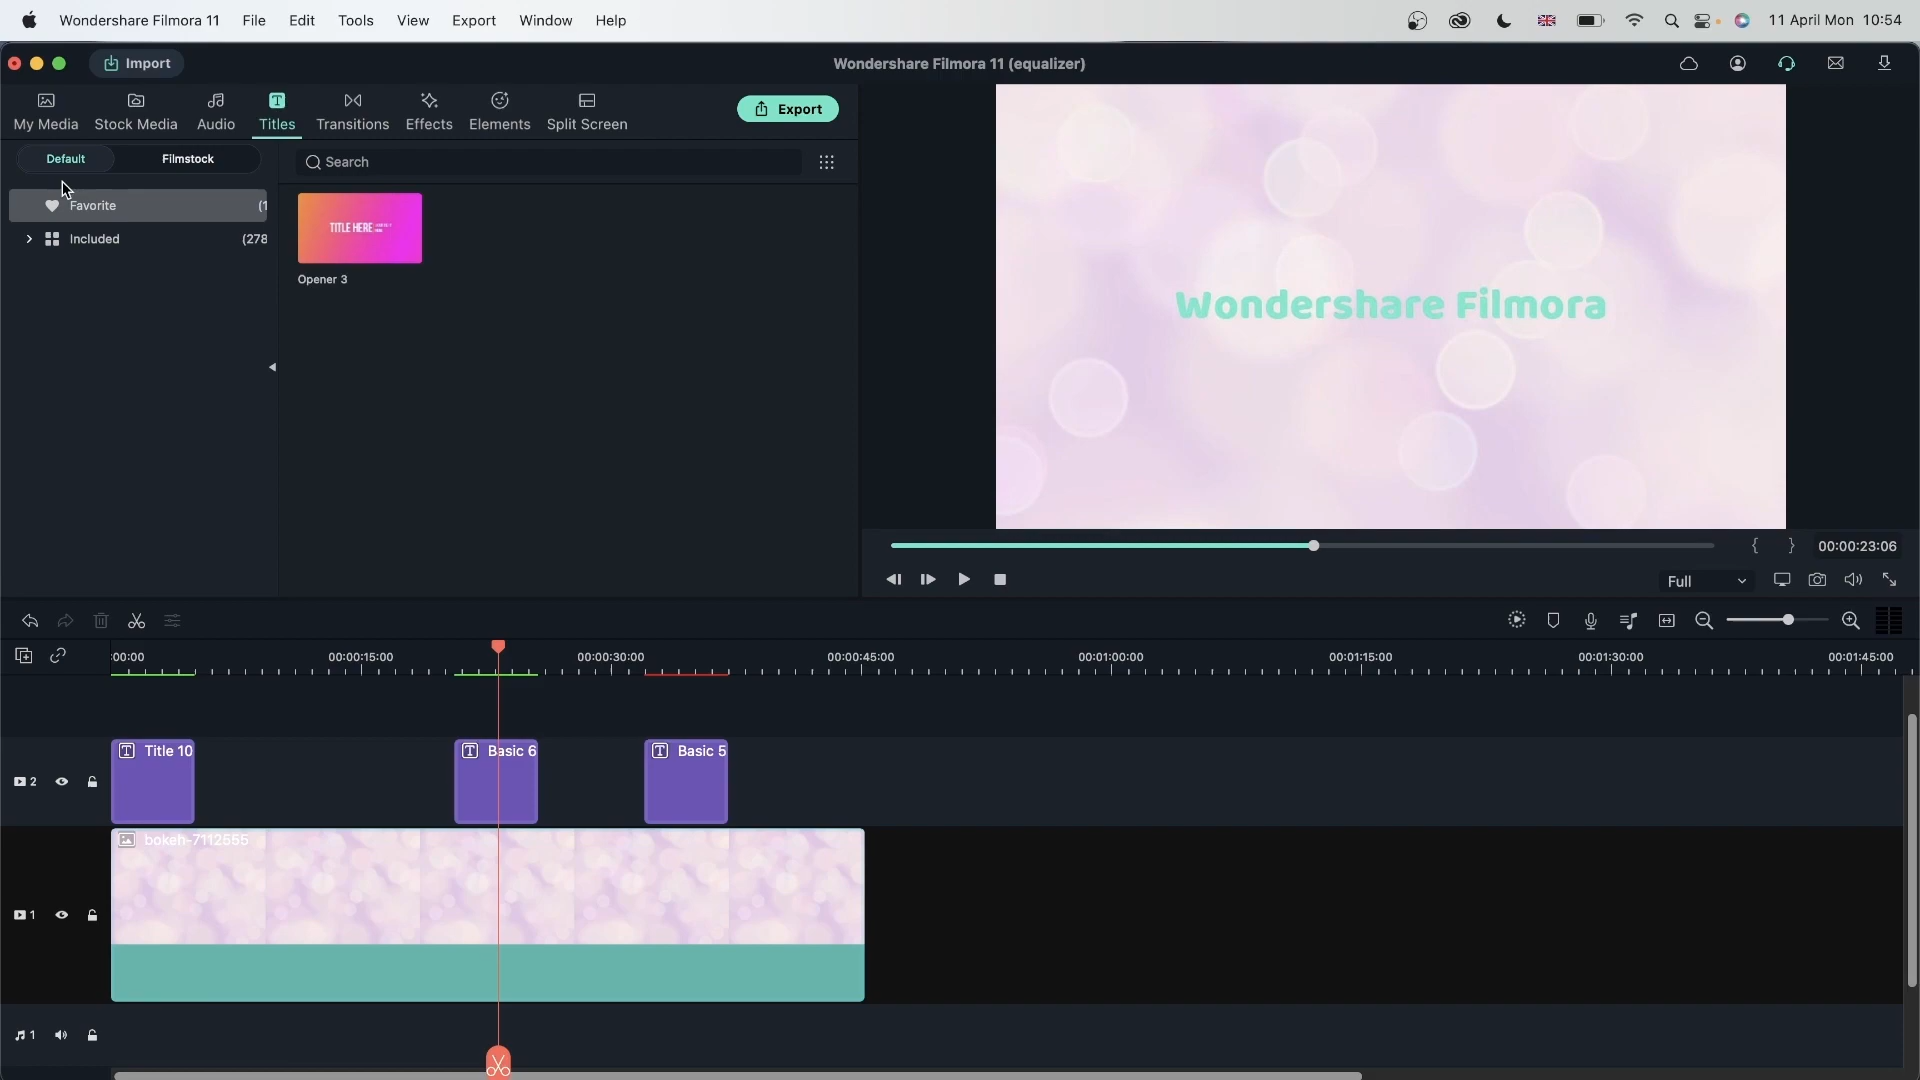 Wondershare Filmora 11 File Edit Tools View Export Window Help 11 April Mon 10:54
Import Wondershare Filmora 11 (equalizer)
My Media Stock Media Audio Titles Transitions Effects Elements Split Screen Export
Default Filmstock Search
Favorite (1
Included (278
TITLE HERE
Opener 3
Wondershare Filmora
{ } 00:00:23:06
Full
:00:00 00:00:15:00 00:00:30:00 00:00:45:00 00:01:00:00 00:01:15:00 00:01:30:00 00:01:45:00
2 T Title 10 T Basic 6 T Basic 5
bokeh-7112555
1
1